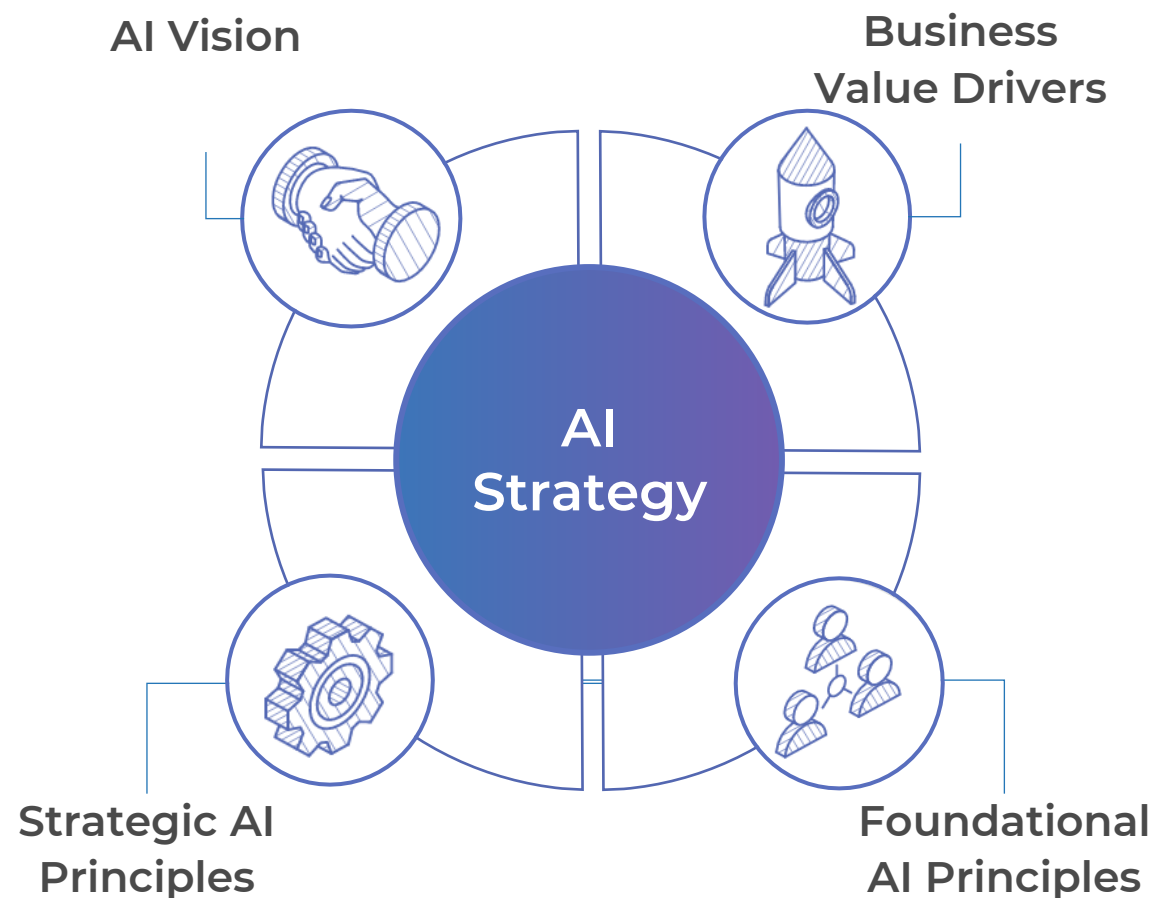 AI Vision
Business
Value Drivers
AI
Strategy
Strategic AI
Principles
Foundational
AI Principles